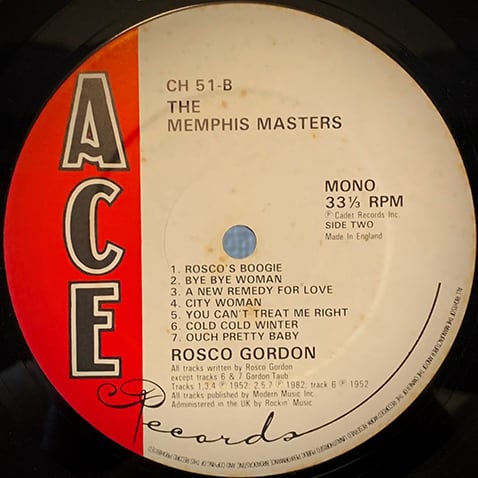 ACE
Records
CH 51-B
THE
MEMPHIS MASTERS
MONO
33⅓ RPM
℗ Cadet Records Inc.
SIDE TWO
Made in England
1. ROSCO'S BOOGIE
2. BYE BYE WOMAN
3. A NEW REMEDY FOR LOVE
4. CITY WOMAN
5. YOU CAN'T TREAT ME RIGHT
6. COLD COLD WINTER
7. OUCH PRETTY BABY
ROSCO GORDON
All tracks written by Rosco Gordon
except tracks 6 & 7 Gordon Taub
Tracks 1,3,4 ℗ 1952; 2,5,7 ℗ 1982; track 6 ℗ 1952
All tracks published by Modern Music Inc.
Administered in the UK by Rockin' Music